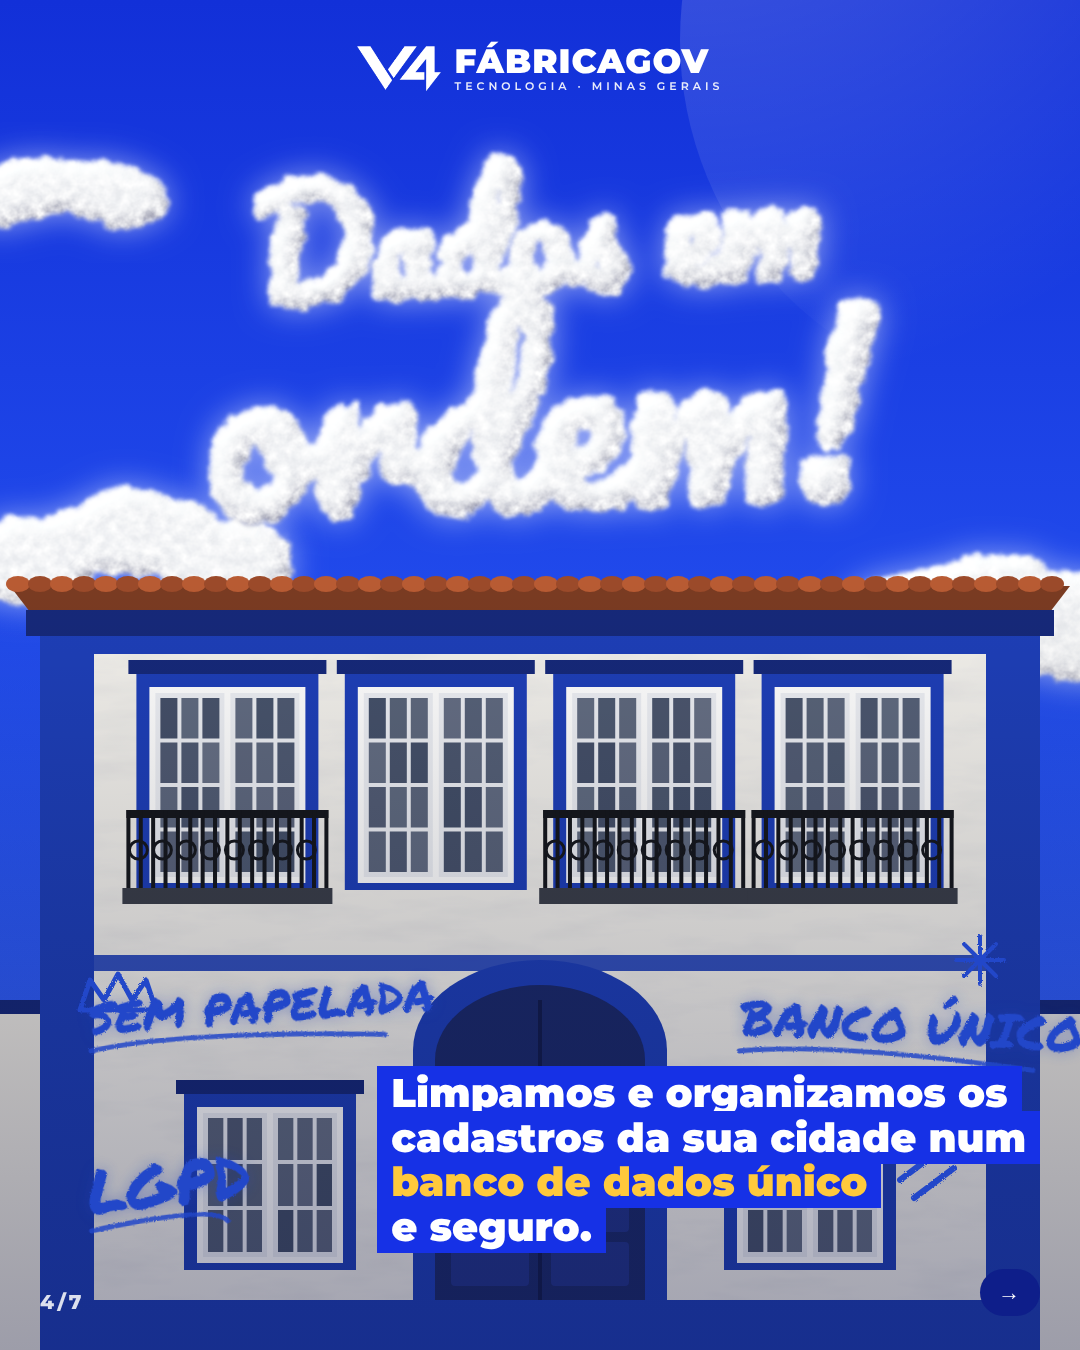 V4 FÁBRICAGOV
TECNOLOGIA · MINAS GERAIS
Dados em
ordem!
SEM PAPELADA
BANCO ÚNICO
Limpamos e organizamos os
cadastros da sua cidade num
banco de dados único
e seguro.
LGPD
4/7
→